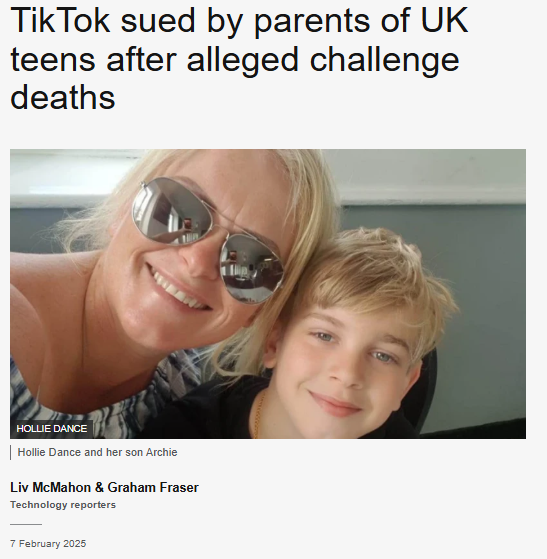 TikTok sued by parents of UK
teens after alleged challenge
deaths
HOLLIE DANCE
Hollie Dance and her son Archie
Liv McMahon & Graham Fraser
Technology reporters
7 February 2025